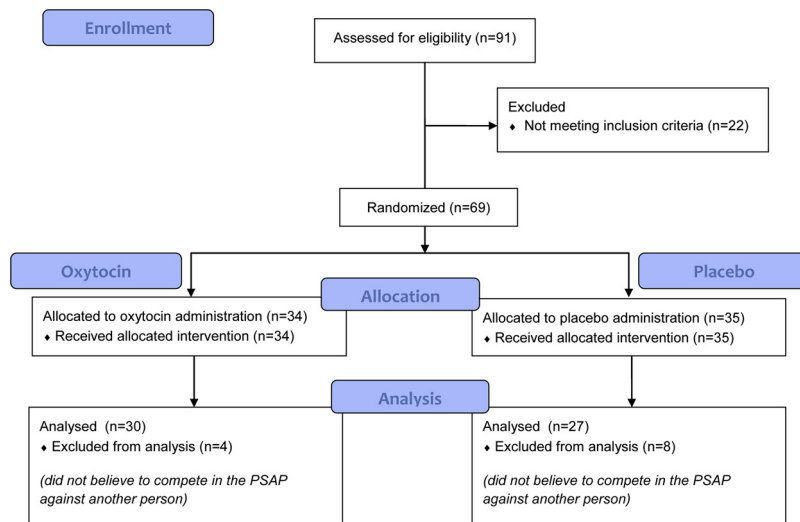 Enrollment
Assessed for eligibility (n=91)
Excluded
♦ Not meeting inclusion criteria (n=22)
Randomized (n=69)
Oxytocin
Placebo
Allocation
Allocated to oxytocin administration (n=34)
♦ Received allocated intervention (n=34)
Allocated to placebo administration (n=35)
♦ Received allocated intervention (n=35)
Analysis
Analysed (n=30)
♦ Excluded from analysis (n=4)
(did not believe to compete in the PSAP
against another person)
Analysed (n=27)
♦ Excluded from analysis (n=8)
(did not believe to compete in the PSAP
against another person)